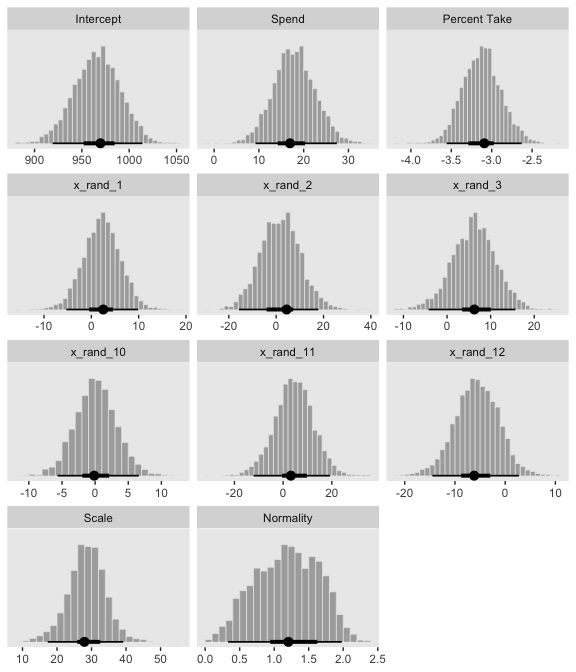 Intercept
Spend
Percent Take
900 950 1000 1050
0 10 20 30
-4.0 -3.5 -3.0 -2.5
x_rand_1
x_rand_2
x_rand_3
-10 0 10 20
-20 0 20 40
-10 0 10 20
x_rand_10
x_rand_11
x_rand_12
-10 -5 0 5 10
-20 0 20
-20 -10 0 10
Scale
Normality
10 20 30 40 50
0.0 0.5 1.0 1.5 2.0 2.5